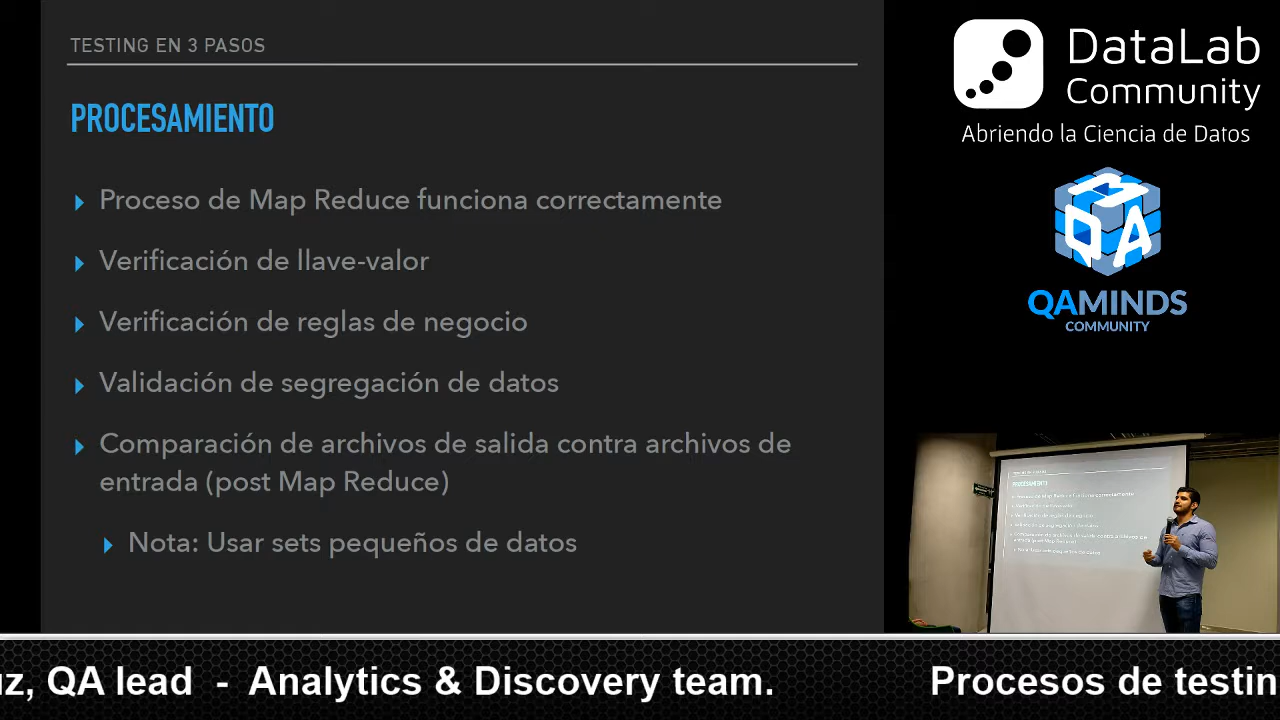 TESTING EN 3 PASOS
PROCESAMIENTO
Proceso de Map Reduce funciona correctamente
Verificación de llave-valor
Verificación de reglas de negocio
Validación de segregación de datos
Comparación de archivos de salida contra archivos de
entrada (post Map Reduce)
Nota: Usar sets pequeños de datos
DataLab
Community
Abriendo la Ciencia de Datos
QA
QAMINDS
COMMUNITY
PROCESAMIENTO
uz, QA lead - Analytics & Discovery team.
Procesos de testin